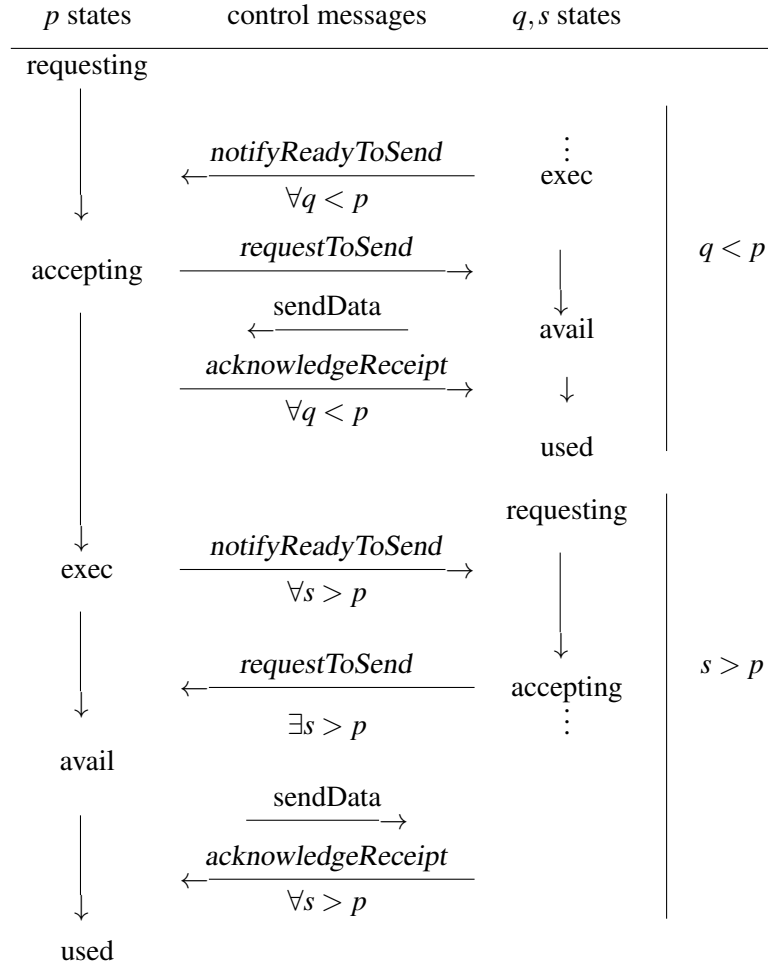 p states control messages q, s states
requesting
notifyReadyToSend ⋮
← exec
∀q < p
q < p
requestToSend
accepting →
sendData
← avail
acknowledgeReceipt
→
∀q < p
used
requesting
notifyReadyToSend
exec →
∀s > p
requestToSend s > p
← accepting
∃s > p ⋮
avail
sendData
→
acknowledgeReceipt
←
∀s > p
used